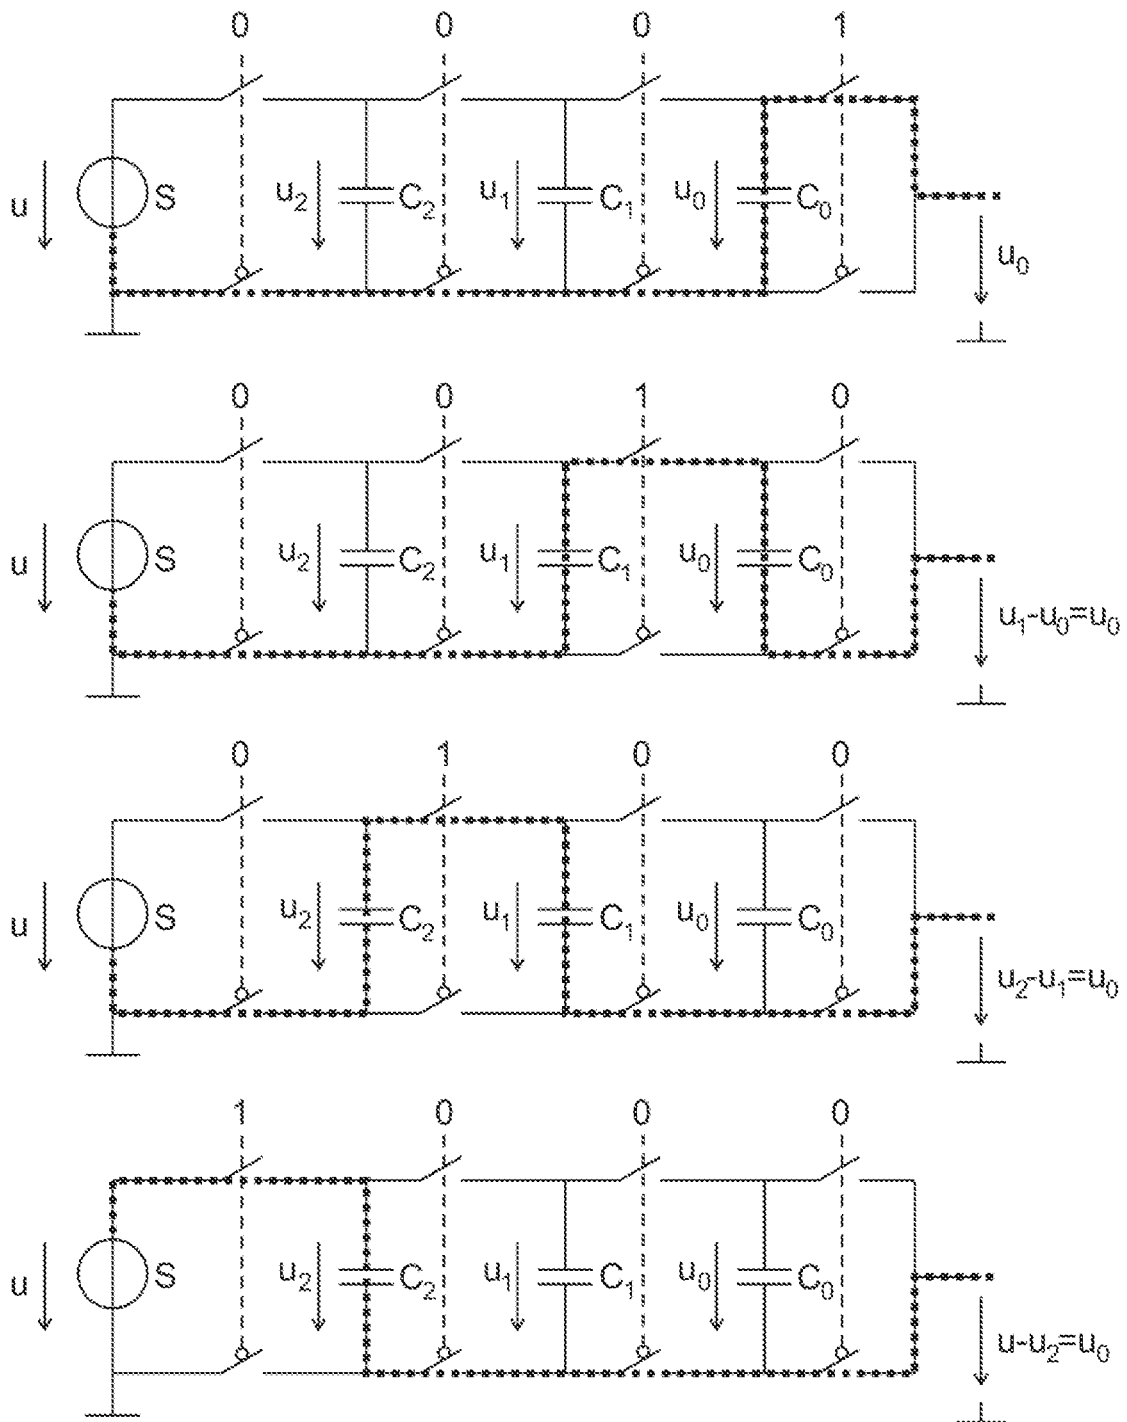 0 0 0 1
u S u₂ C₂ u₁ C₁ u₀ C₀ u₀
0 0 1 0
u S u₂ C₂ u₁ C₁ u₀ C₀ u₁-u₀=u₀
0 1 0 0
u S u₂ C₂ u₁ C₁ u₀ C₀ u₂-u₁=u₀
1 0 0 0
u S u₂ C₂ u₁ C₁ u₀ C₀ u-u₂=u₀